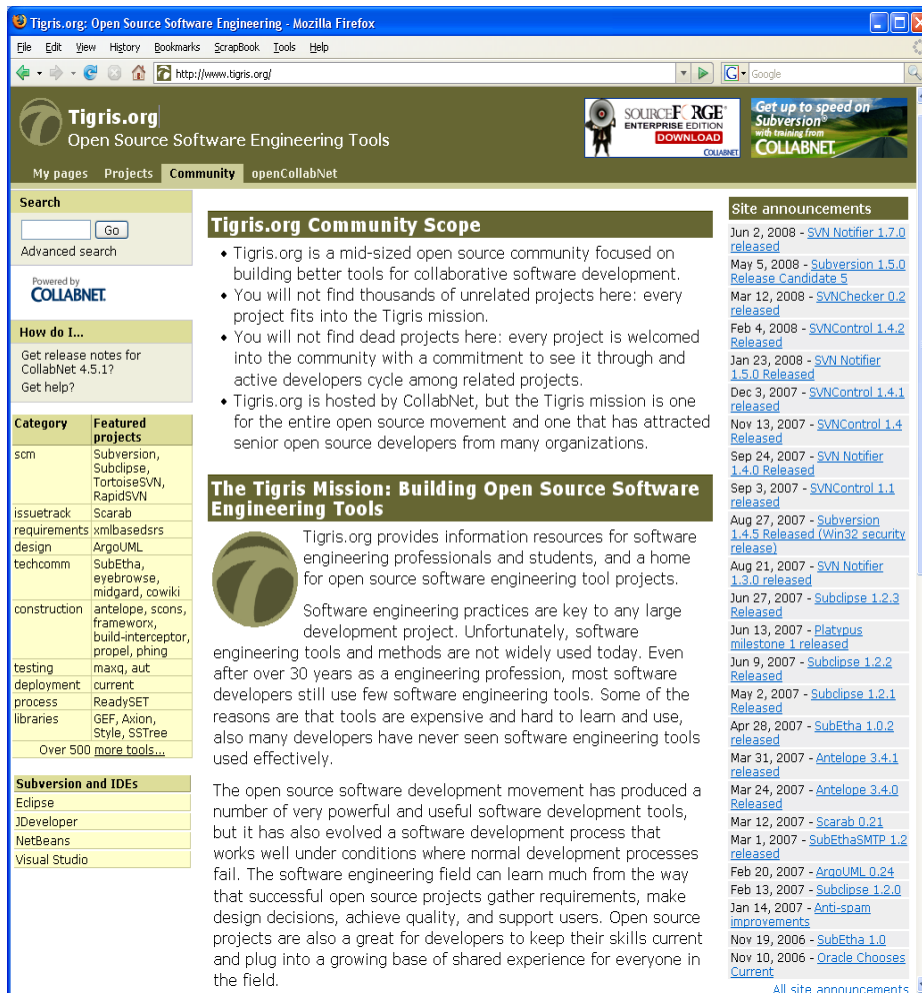 Tigris.org: Open Source Software Engineering - Mozilla Firefox
File Edit View History Bookmarks ScrapBook Tools Help
http://www.tigris.org/
Google
Tigris.org
Open Source Software Engineering Tools
SOURCEFORGE
ENTERPRISE EDITION
DOWNLOAD
COLLABNET
Get up to speed on
Subversion®
with training from
COLLABNET.
My pages Projects Community openCollabNet
Search
Go
Advanced search
Powered by
COLLABNET.
How do I...
Get release notes for
CollabNet 4.5.1?
Get help?
Category Featured
projects
scm Subversion,
Subclipse,
TortoiseSVN,
RapidSVN
issuetrack Scarab
requirements xmlbasedsrs
design ArgoUML
techcomm SubEtha,
eyebrowse,
midgard, cowiki
construction antelope, scons,
frameworx,
build-interceptor,
propel, phing
testing maxq, aut
deployment current
process ReadySET
libraries GEF, Axion,
Style, SSTree
Over 500 more tools...
Subversion and IDEs
Eclipse
JDeveloper
NetBeans
Visual Studio
Tigris.org Community Scope
• Tigris.org is a mid-sized open source community focused on
building better tools for collaborative software development.
• You will not find thousands of unrelated projects here: every
project fits into the Tigris mission.
• You will not find dead projects here: every project is welcomed
into the community with a commitment to see it through and
active developers cycle among related projects.
• Tigris.org is hosted by CollabNet, but the Tigris mission is one
for the entire open source movement and one that has attracted
senior open source developers from many organizations.
The Tigris Mission: Building Open Source Software
Engineering Tools
Tigris.org provides information resources for software
engineering professionals and students, and a home
for open source software engineering tool projects.
Software engineering practices are key to any large
development project. Unfortunately, software
engineering tools and methods are not widely used today. Even
after over 30 years as a engineering profession, most software
developers still use few software engineering tools. Some of the
reasons are that tools are expensive and hard to learn and use,
also many developers have never seen software engineering tools
used effectively.
The open source software development movement has produced a
number of very powerful and useful software development tools,
but it has also evolved a software development process that
works well under conditions where normal development processes
fail. The software engineering field can learn much from the way
that successful open source projects gather requirements, make
design decisions, achieve quality, and support users. Open source
projects are also a great for developers to keep their skills current
and plug into a growing base of shared experience for everyone in
the field.
Site announcements
Jun 2, 2008 - SVN Notifier 1.7.0
released
May 5, 2008 - Subversion 1.5.0
Release Candidate 5
Mar 12, 2008 - SVNChecker 0.2
released
Feb 4, 2008 - SVNControl 1.4.2
Released
Jan 23, 2008 - SVN Notifier
1.5.0 Released
Dec 3, 2007 - SVNControl 1.4.1
released
Nov 13, 2007 - SVNControl 1.4
Released
Sep 24, 2007 - SVN Notifier
1.4.0 Released
Sep 3, 2007 - SVNControl 1.1
released
Aug 27, 2007 - Subversion
1.4.5 Released (Win32 security
release)
Aug 21, 2007 - SVN Notifier
1.3.0 released
Jun 27, 2007 - Subclipse 1.2.3
Released
Jun 13, 2007 - Platypus
milestone 1 released
Jun 9, 2007 - Subclipse 1.2.2
Released
May 2, 2007 - Subclipse 1.2.1
Released
Apr 28, 2007 - SubEtha 1.0.2
released
Mar 31, 2007 - Antelope 3.4.1
released
Mar 24, 2007 - Antelope 3.4.0
Released
Mar 12, 2007 - Scarab 0.21
Mar 1, 2007 - SubEthaSMTP 1.2
released
Feb 20, 2007 - ArgoUML 0.24
Feb 13, 2007 - Subclipse 1.2.0
Jan 14, 2007 - Anti-spam
improvements
Nov 19, 2006 - SubEtha 1.0
Nov 10, 2006 - Oracle Chooses
Current
All site announcements